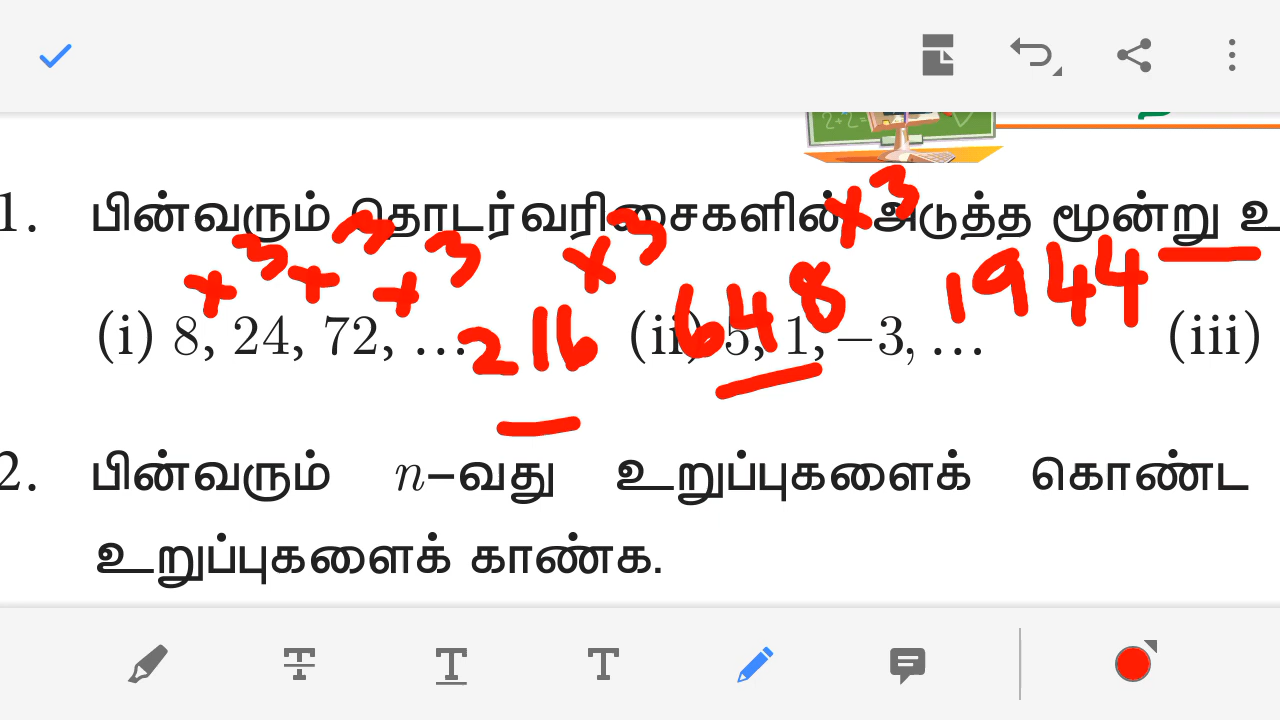 1. பின்வரும் தொடர்வரிசைகளின் அடுத்த மூன்று உ
×3 ×3 ×3 ×3 ×3
(i) 8, 24, 72, … 216 648 1944
(ii) 5, 1, −3, … (iii)
2. பின்வரும் n–வது உறுப்புகளைக் கொண்ட
உறுப்புகளைக் காண்க.